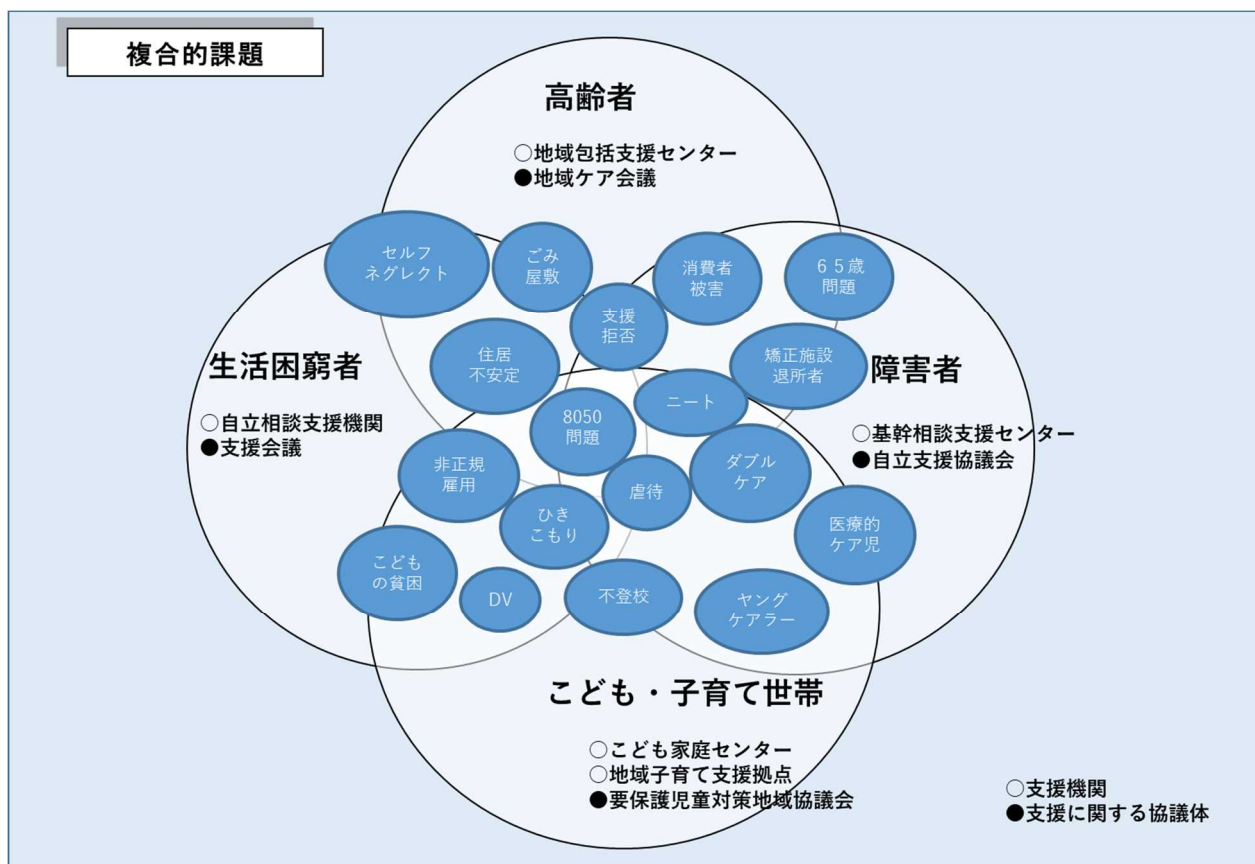 複合的課題
高齢者
○地域包括支援センター
●地域ケア会議
セルフ
ネグレクト
ごみ
屋敷
消費者
被害
６５歳
問題
支援
拒否
住居
不安定
矯正施設
退所者
生活困窮者
○自立相談支援機関
●支援会議
障害者
○基幹相談支援センター
●自立支援協議会
ニート
8050
問題
非正規
雇用
ダブル
ケア
虐待
ひき
こもり
医療的
ケア児
こども
の貧困
DV
不登校
ヤング
ケアラー
こども・子育て世帯
○こども家庭センター
○地域子育て支援拠点
●要保護児童対策地域協議会
○支援機関
●支援に関する協議体